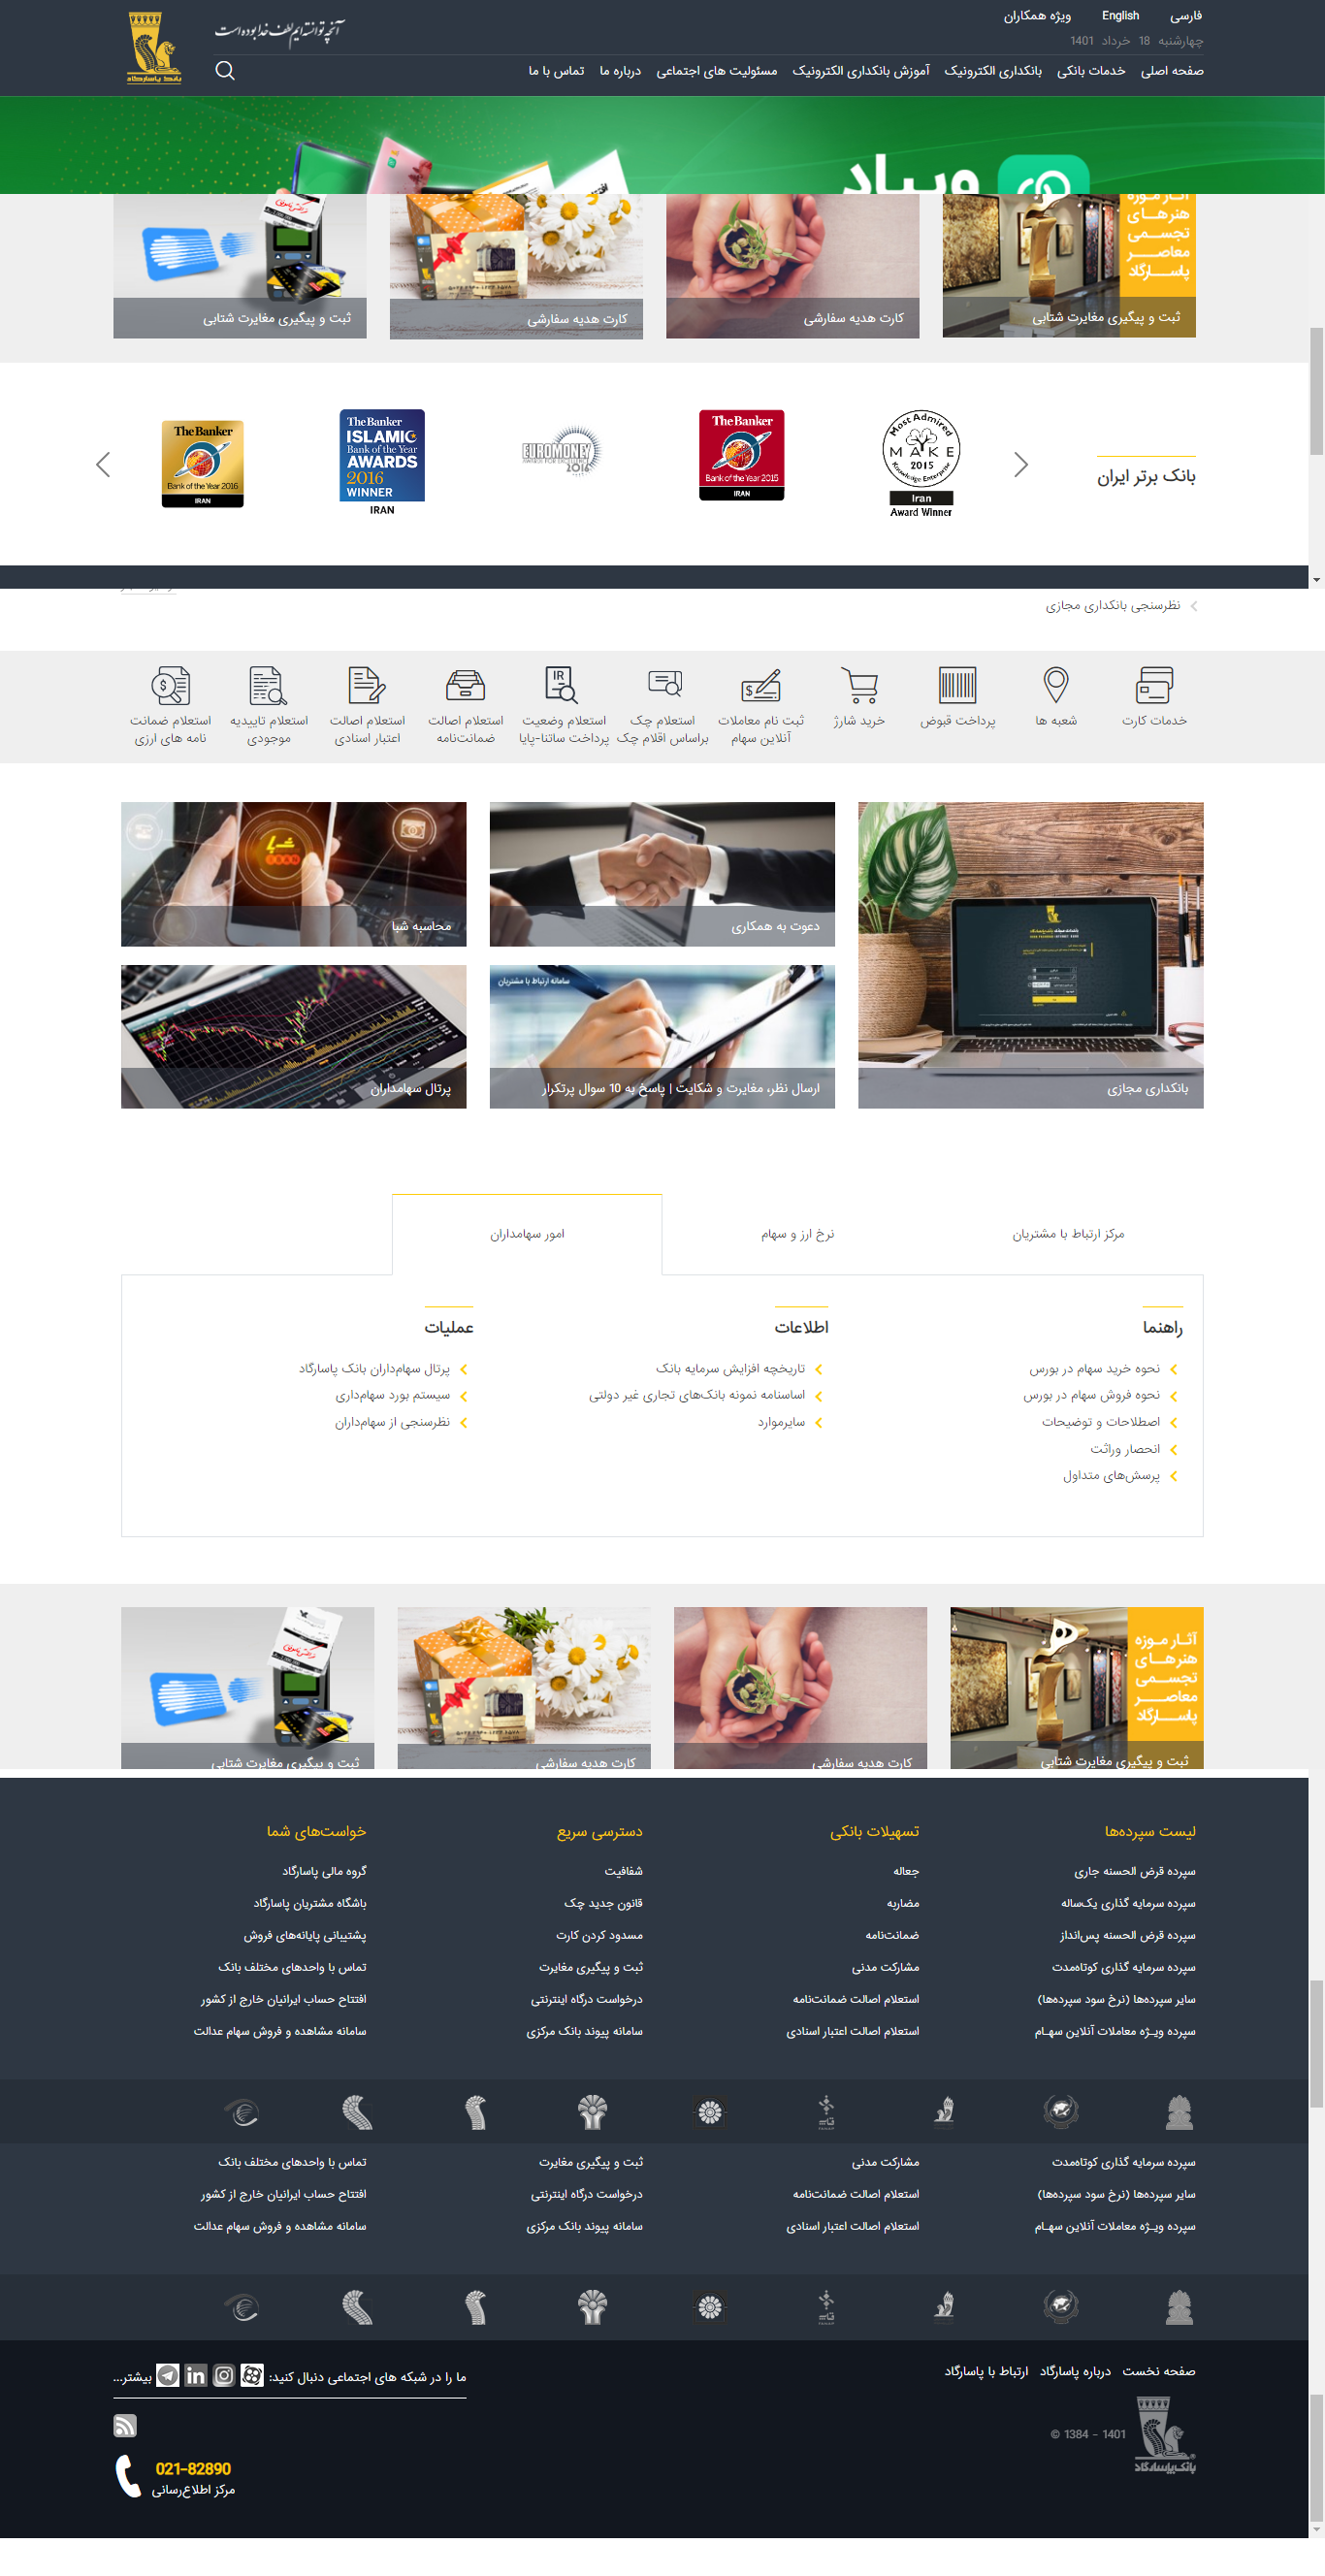 فارسی English ویژه همکاران
آنچه توانسته‌ایم لطف خدا بوده است
چهارشنبه 18 خرداد 1401
صفحه اصلی خدمات بانکی بانکداری الکترونیک آموزش بانکداری الکترونیک مسئولیت های اجتماعی درباره ما تماس با ما
بانک پاسارگاد
ویپاد
آثار موزه
هنرهای
تجسمی
معاصر
پاسارگاد
ثبت و پیگیری مغایرت شتابی
کارت هدیه سفارشی
کارت هدیه سفارشی
ثبت و پیگیری مغایرت شتابی
بانک برتر ایران
Most Admired
MAKE
2015
Knowledge Enterprise
Iran
Award Winner
The Banker
Bank of the Year 2015
IRAN
EUROMONEY
AWARDS FOR EXCELLENCE
2016
The Banker
ISLAMIC
Bank of the Year
AWARDS
2016
WINNER
IRAN
The Banker
Bank of the Year 2016
IRAN
نظرسنجی بانکداری مجازی
خدمات کارت
شعبه ها
پرداخت قبوض
خرید شارژ
ثبت نام معاملات
آنلاین سهام
استعلام چک
براساس اقلام چک
IR
استعلام وضعیت
پرداخت ساتنا-پایا
استعلام اصالت
ضمانت‌نامه
استعلام اصالت
اعتبار اسنادی
استعلام تاییدیه
موجودی
استعلام ضمانت
نامه های ارزی
بانکداری مجازی
دعوت به همکاری
شبا
محاسبه شبا
سامانه ارتباط با مشتریان
ارسال نظر، مغایرت و شکایت | پاسخ به 10 سوال پرتکرار
پرتال سهامداران
مرکز ارتباط با مشتریان
نرخ ارز و سهام
امور سهامداران
راهنما
نحوه خرید سهام در بورس
نحوه فروش سهام در بورس
اصطلاحات و توضیحات
انحصار وراثت
پرسش‌های متداول
اطلاعات
تاریخچه افزایش سرمایه بانک
اساسنامه نمونه بانک‌های تجاری غیر دولتی
سایرموارد
عملیات
پرتال سهام‌داران بانک پاسارگاد
سیستم بورد سهام‌داری
نظرسنجی از سهام‌داران
آثار موزه
هنرهای
تجسمی
معاصر
پاسارگاد
ثبت و پیگیری مغایرت شتابی
کارت هدیه سفارشی
کارت هدیه سفارشی
ثبت و پیگیری مغایرت شتابی
لیست سپرده‌ها
سپرده قرض الحسنه جاری
سپرده سرمایه گذاری یک‌ساله
سپرده قرض الحسنه پس‌انداز
سپرده سرمایه گذاری کوتاه‌مدت
سایر سپرده‌ها (نرخ سود سپرده‌ها)
سپرده ویـژه معاملات آنلاین سهـام
تسهیلات بانکی
جعاله
مضاربه
ضمانت‌نامه
مشارکت مدنی
استعلام اصالت ضمانت‌نامه
استعلام اصالت اعتبار اسنادی
دسترسی سریع
شفافیت
قانون جدید چک
مسدود کردن کارت
ثبت و پیگیری مغایرت
درخواست درگاه اینترنتی
سامانه پیوند بانک مرکزی
خواست‌های شما
گروه مالی پاسارگاد
باشگاه مشتریان پاسارگاد
پشتیبانی پایانه‌های فروش
تماس با واحدهای مختلف بانک
افتتاح حساب ایرانیان خارج از کشور
سامانه مشاهده و فروش سهام عدالت
سپرده سرمایه گذاری کوتاه‌مدت
سایر سپرده‌ها (نرخ سود سپرده‌ها)
سپرده ویـژه معاملات آنلاین سهـام
مشارکت مدنی
استعلام اصالت ضمانت‌نامه
استعلام اصالت اعتبار اسنادی
ثبت و پیگیری مغایرت
درخواست درگاه اینترنتی
سامانه پیوند بانک مرکزی
تماس با واحدهای مختلف بانک
افتتاح حساب ایرانیان خارج از کشور
سامانه مشاهده و فروش سهام عدالت
صفحه نخست درباره پاسارگاد ارتباط با پاسارگاد
© 1384 - 1401
بانک پاسارگاد
ما را در شبکه های اجتماعی دنبال کنید: بیشتر...
021-82890
مرکز اطلاع‌رسانی